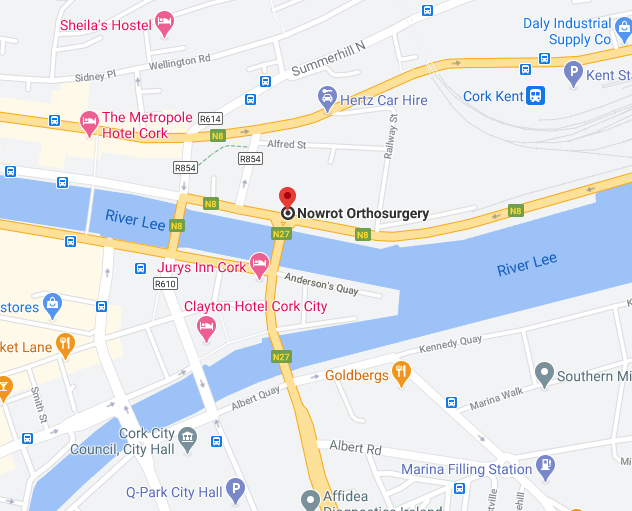 Sheila's Hostel
Daly Industrial
Supply Co
Wellington Rd
Summerhill N
Sidney Pl
Kent St
Hertz Car Hire
Cork Kent
The Metropole
Hotel Cork
R614
N8
Railway St
Alfred St
R854
R854
N8
Nowrot Orthosurgery
N8
River Lee
N8
N27
N8
River Lee
Jurys Inn Cork
R610
Anderson's Quay
stores
Clayton Hotel Cork City
ket Lane
Kennedy Quay
N27
Goldbergs
Southern Mi
Smith St
Albert Quay
Marina Walk
Cork City
Council, City Hall
Albert Rd
Marina Filling Station
Mi
Q-Park City Hall
Affidea
Diagnostics Ireland
ntville
ehill